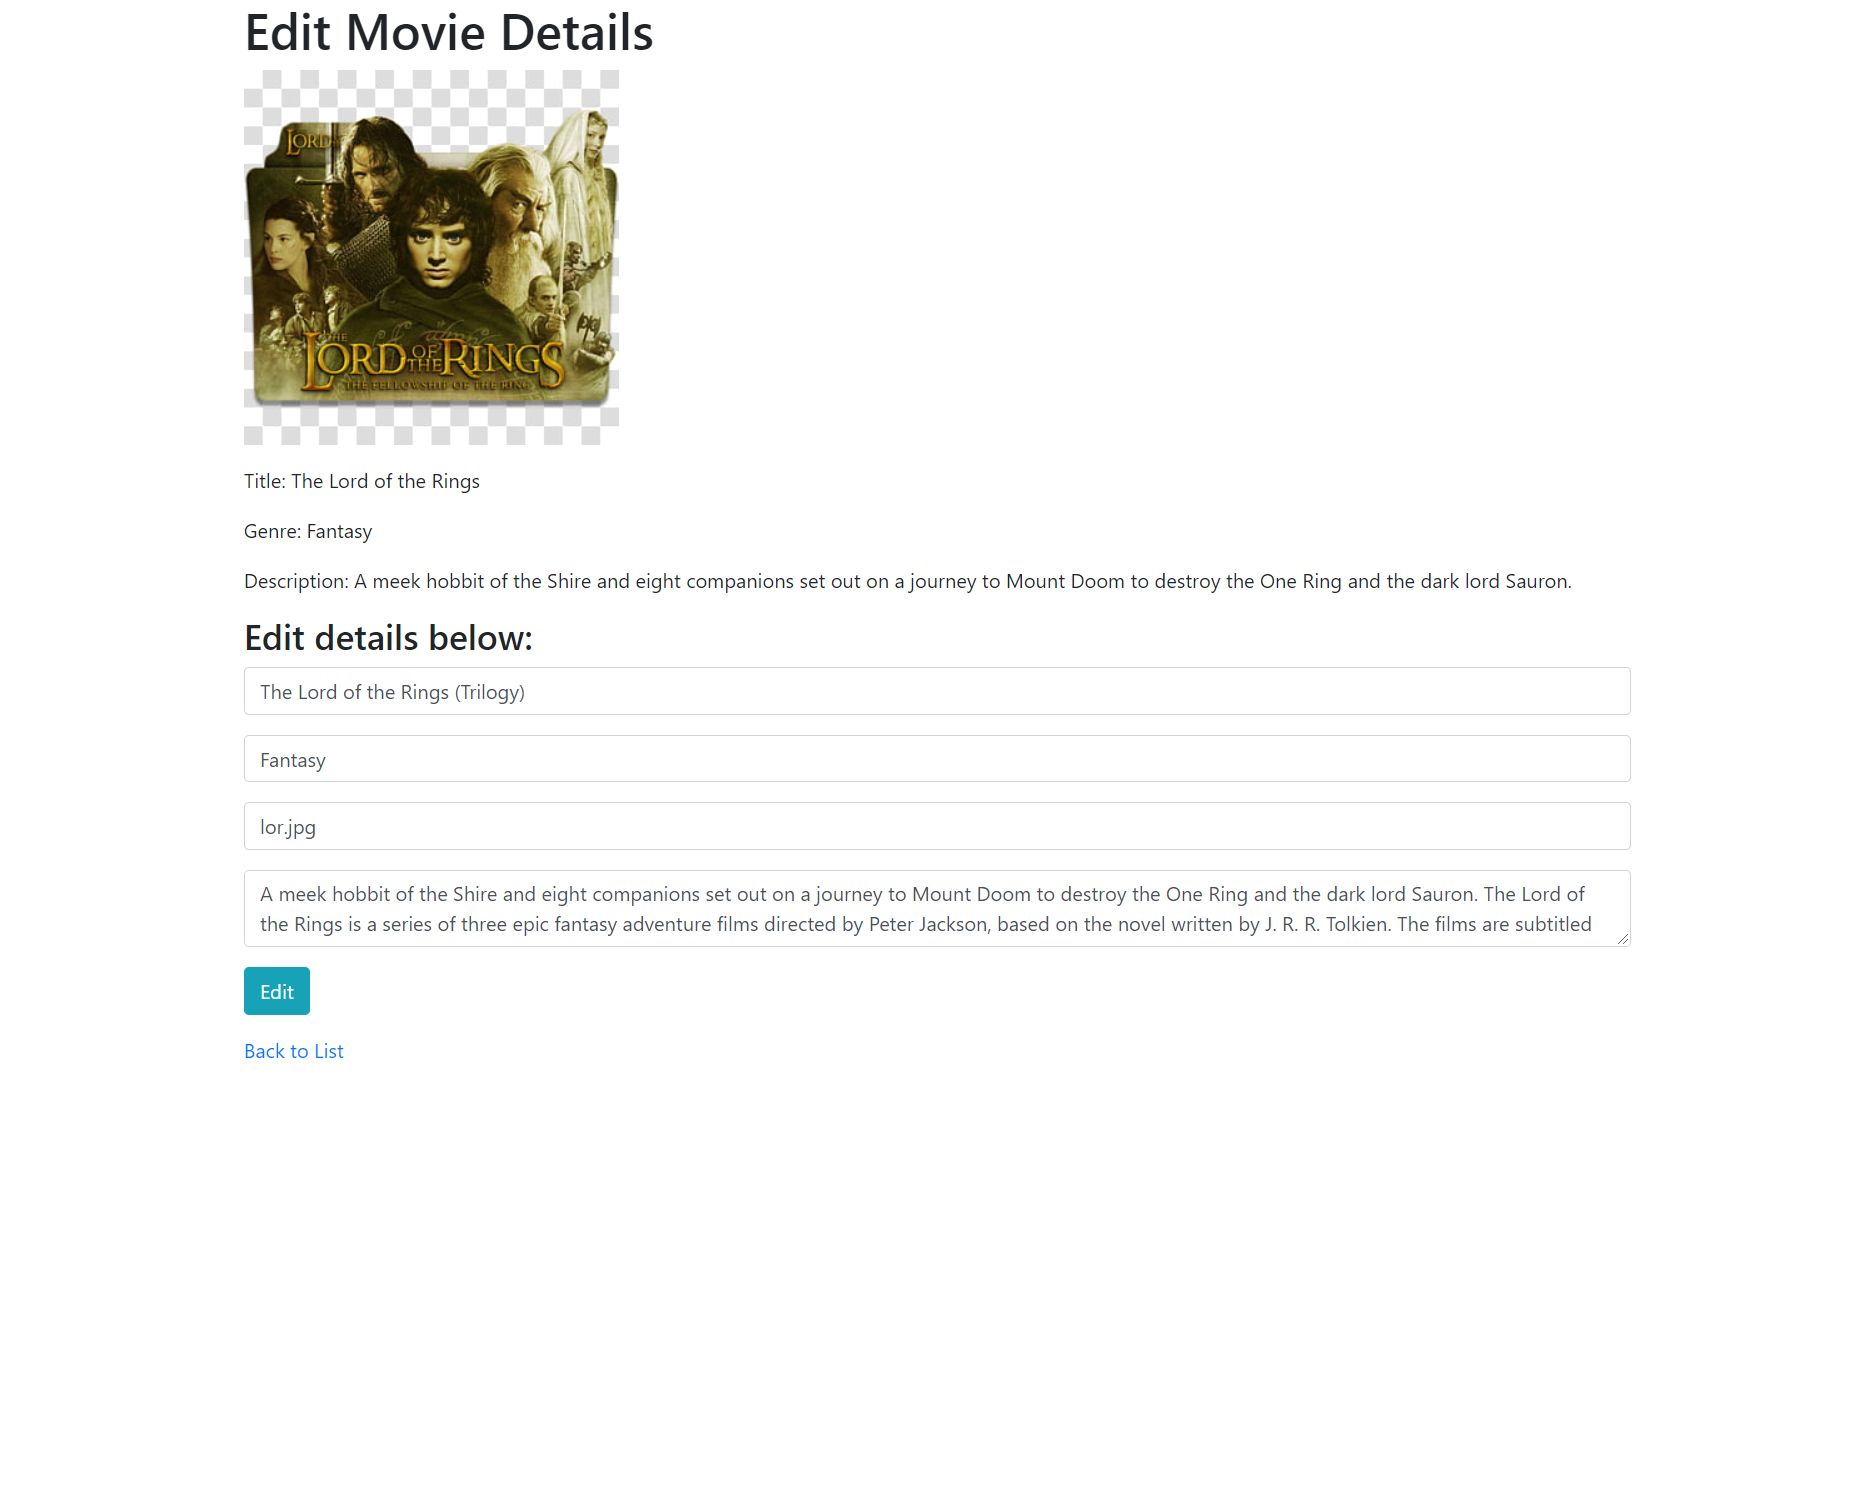 Edit Movie Details
LORD
THE
LORD OF THE RINGS
THE FELLOWSHIP OF THE RING
Title: The Lord of the Rings
Genre: Fantasy
Description: A meek hobbit of the Shire and eight companions set out on a journey to Mount Doom to destroy the One Ring and the dark lord Sauron.
Edit details below:
The Lord of the Rings (Trilogy)
Fantasy
lor.jpg
A meek hobbit of the Shire and eight companions set out on a journey to Mount Doom to destroy the One Ring and the dark lord Sauron. The Lord of
the Rings is a series of three epic fantasy adventure films directed by Peter Jackson, based on the novel written by J. R. R. Tolkien. The films are subtitled
Edit
Back to List